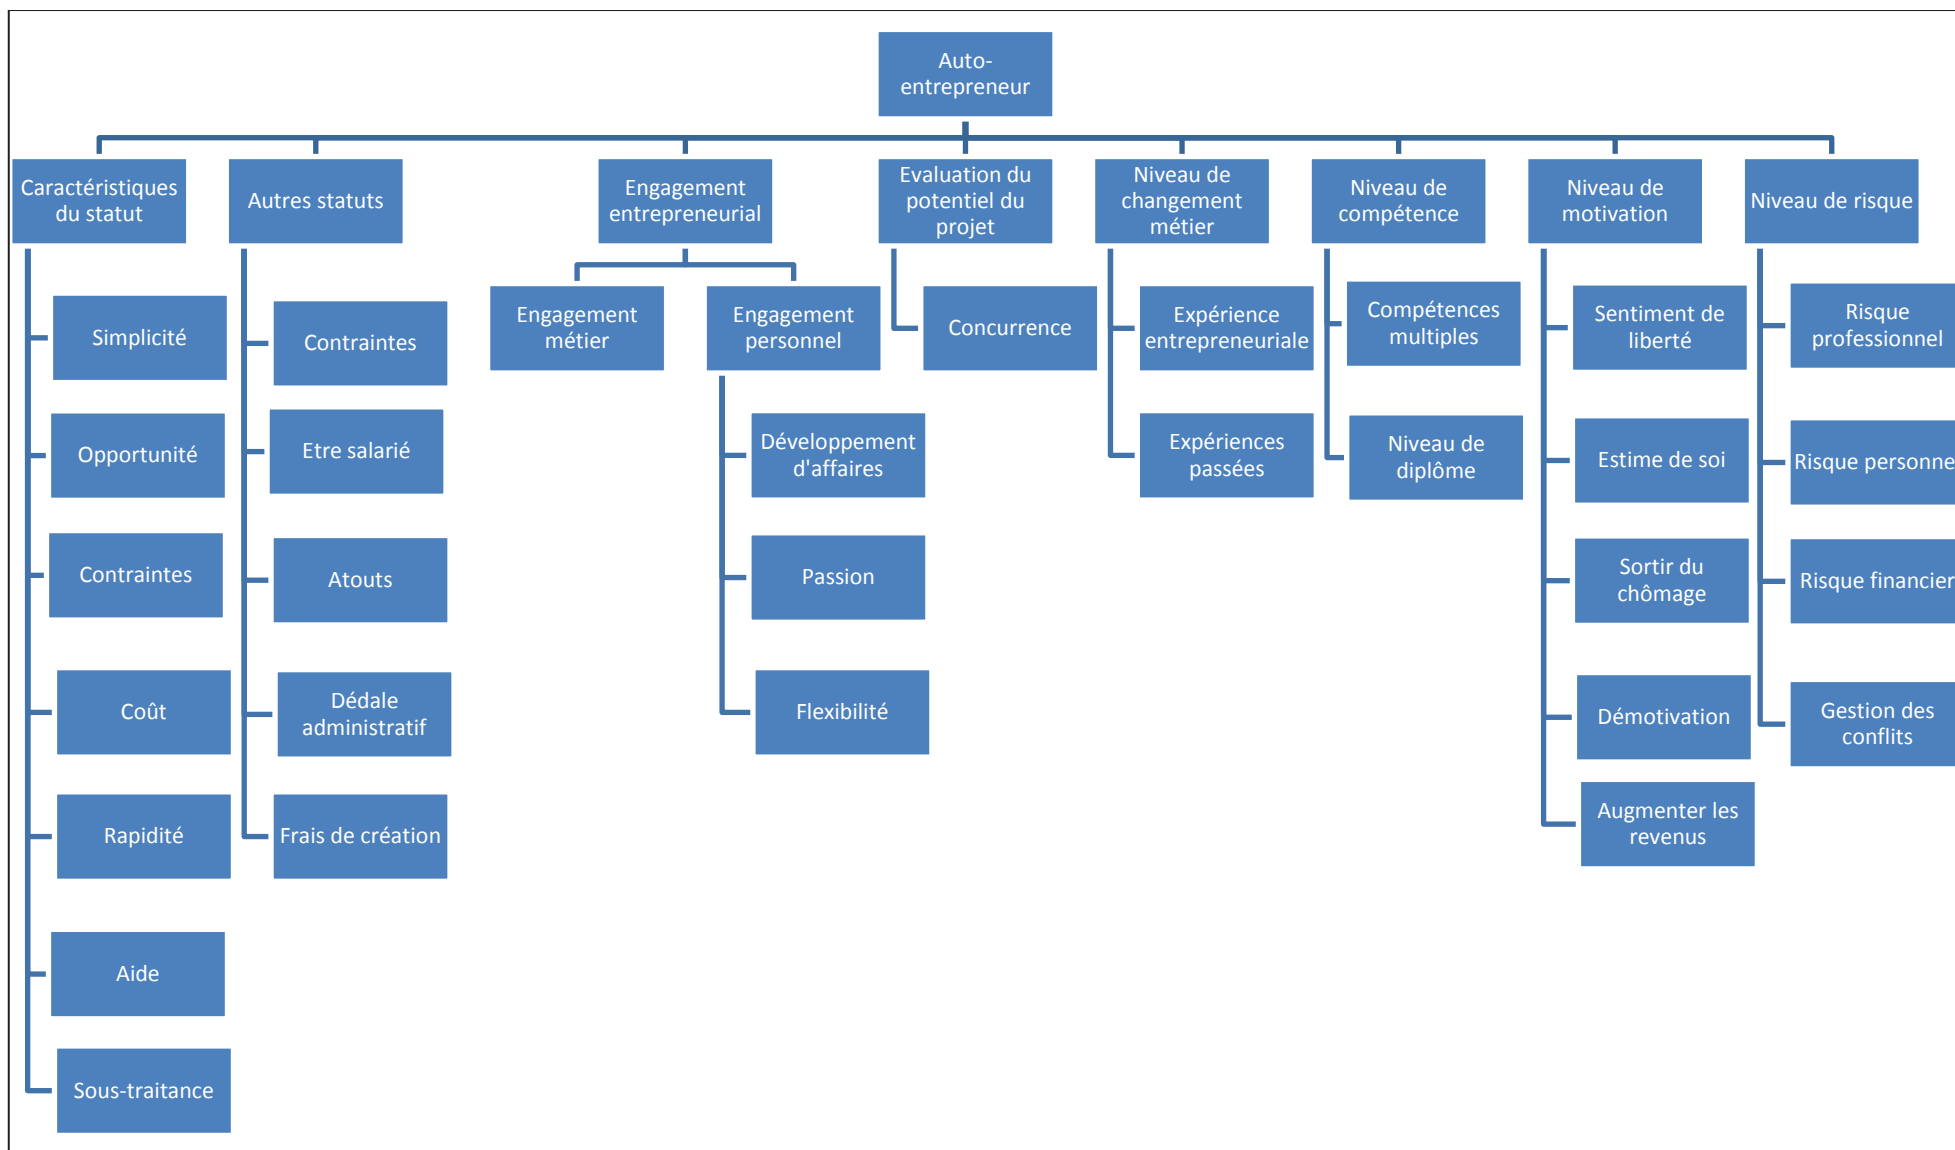 Auto-
entrepreneur
Caractéristiques
du statut
Autres statuts
Engagement
entrepreneurial
Evaluation du
potentiel du
projet
Niveau de
changement
métier
Niveau de
compétence
Niveau de
motivation
Niveau de risque
Simplicité
Opportunité
Contraintes
Coût
Rapidité
Aide
Sous-traitance
Contraintes
Etre salarié
Atouts
Dédale
administratif
Frais de création
Engagement
métier
Engagement
personnel
Développement
d'affaires
Passion
Flexibilité
Concurrence
Expérience
entrepreneuriale
Expériences
passées
Compétences
multiples
Niveau de
diplôme
Sentiment de
liberté
Estime de soi
Sortir du
chômage
Démotivation
Augmenter les
revenus
Risque
professionnel
Risque personne
Risque financier
Gestion des
conflits